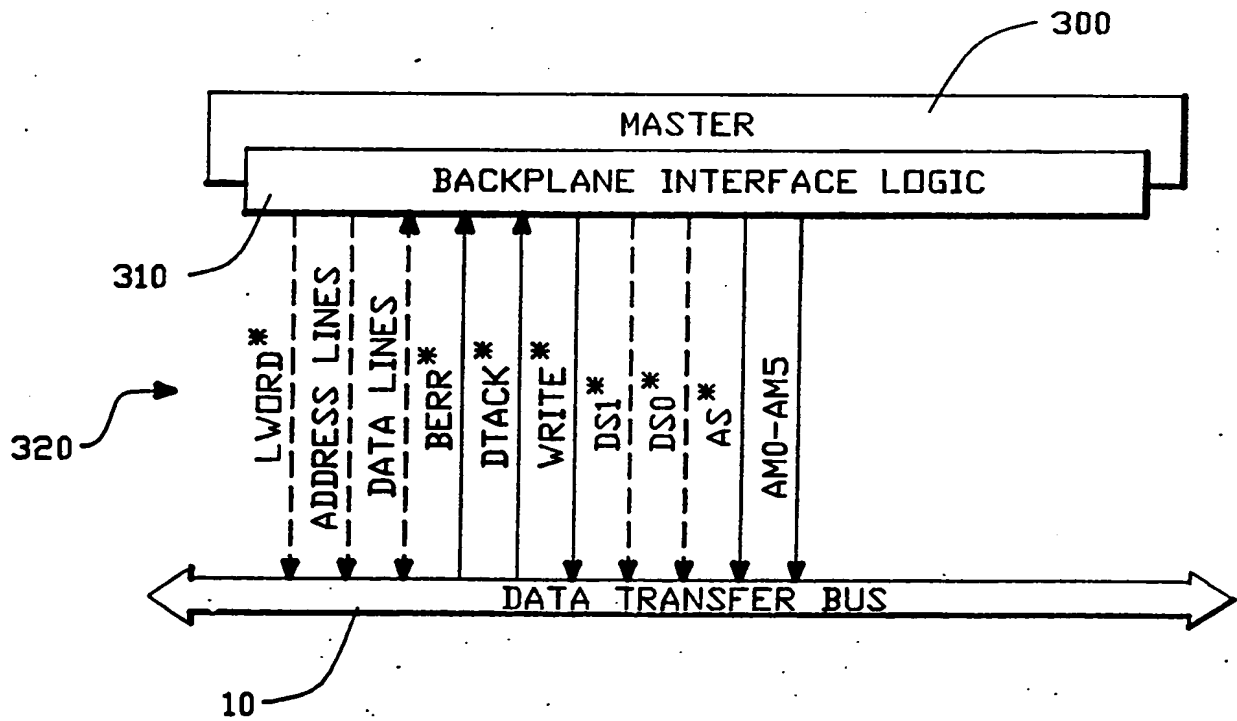 300
MASTER
BACKPLANE INTERFACE LOGIC
310
LWORD*
ADDRESS LINES
DATA LINES
BERR*
DTACK*
WRITE*
DS1*
DS0*
AS*
AM0-AM5
320
DATA TRANSFER BUS
10